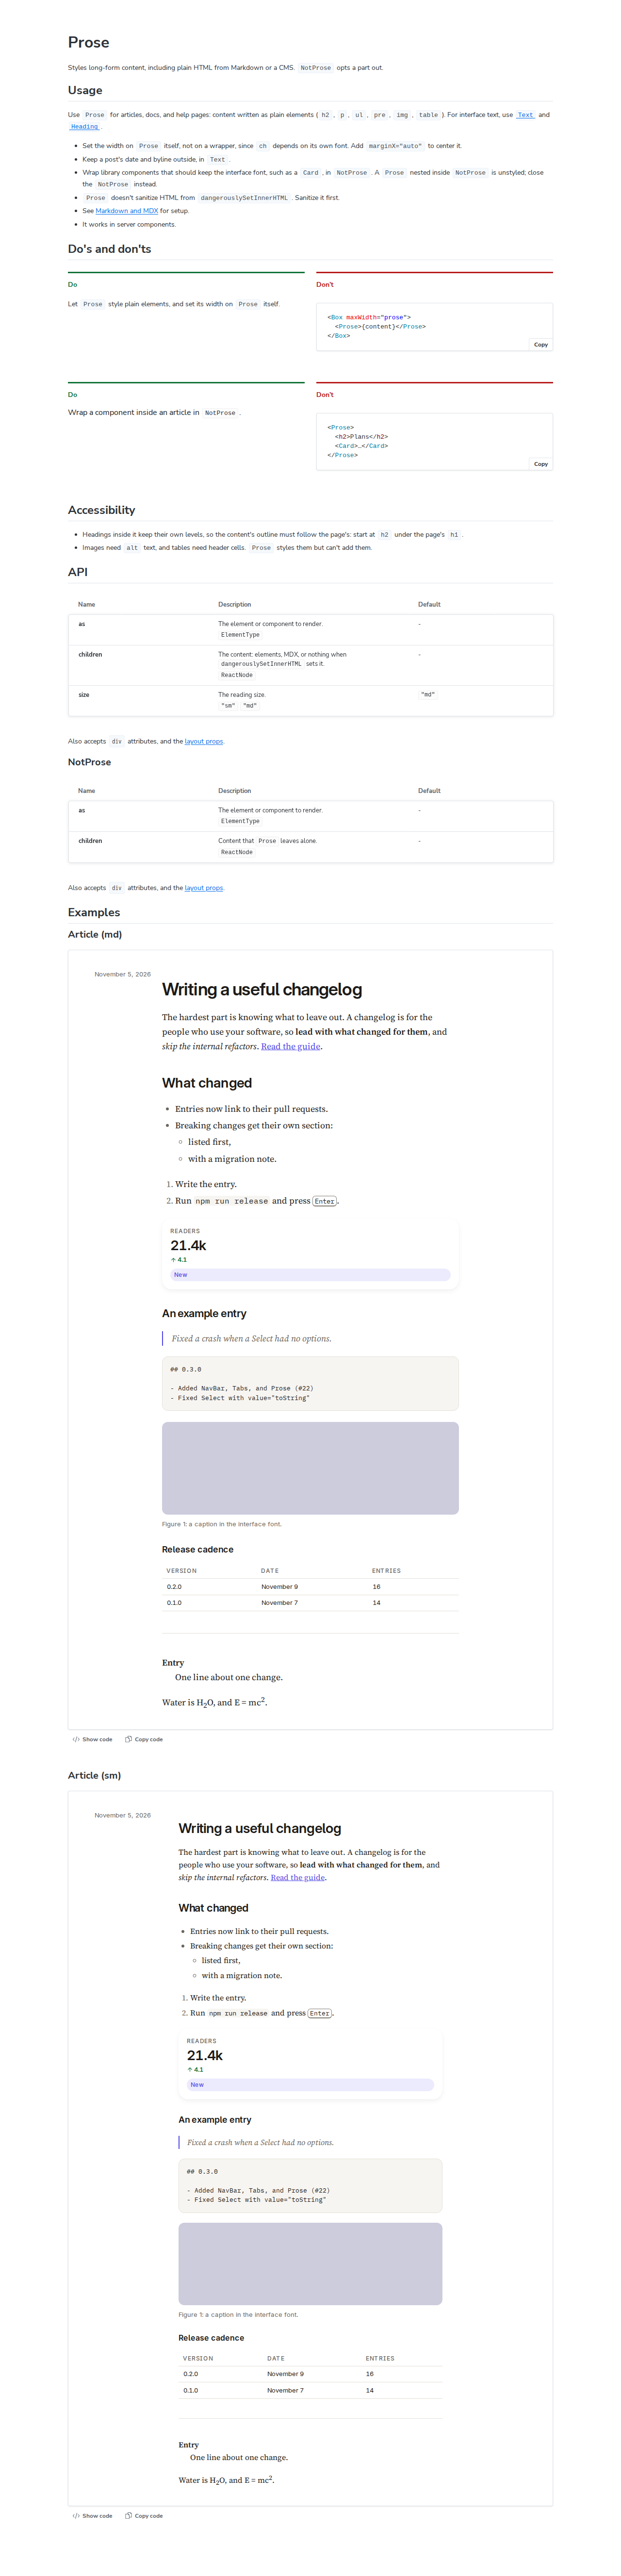 Prose
Styles long-form content, including plain HTML from Markdown or a CMS. NotProse opts a part out.
Usage
Use Prose for articles, docs, and help pages: content written as plain elements ( h2 , p , ul , pre , img , table ). For interface text, use Text and
Heading .
Set the width on Prose itself, not on a wrapper, since ch depends on its own font. Add marginX="auto" to center it.
Keep a post's date and byline outside, in Text .
Wrap library components that should keep the interface font, such as a Card , in NotProse . A Prose nested inside NotProse is unstyled; close
the NotProse instead.
Prose doesn't sanitize HTML from dangerouslySetInnerHTML . Sanitize it first.
See Markdown and MDX for setup.
It works in server components.
Do's and don'ts
Do
Let Prose style plain elements, and set its width on Prose itself.
Don't
<Box maxWidth="prose">
<Prose>{content}</Prose>
</Box>
Copy
Do
Wrap a component inside an article in NotProse .
Don't
<Prose>
<h2>Plans</h2>
<Card>…</Card>
</Prose>
Copy
Accessibility
Headings inside it keep their own levels, so the content's outline must follow the page's: start at h2 under the page's h1 .
Images need alt text, and tables need header cells. Prose styles them but can't add them.
API
Name Description Default
as The element or component to render. -
ElementType
children The content: elements, MDX, or nothing when -
dangerouslySetInnerHTML sets it.
ReactNode
size The reading size. "md"
"sm" "md"
Also accepts div attributes, and the layout props.
NotProse
Name Description Default
as The element or component to render. -
ElementType
children Content that Prose leaves alone. -
ReactNode
Also accepts div attributes, and the layout props.
Examples
Article (md)
November 5, 2026
Writing a useful changelog
The hardest part is knowing what to leave out. A changelog is for the
people who use your software, so lead with what changed for them, and
skip the internal refactors. Read the guide.
What changed
Entries now link to their pull requests.
Breaking changes get their own section:
listed first,
with a migration note.
1. Write the entry.
2. Run npm run release and press Enter.
READERS
21.4k
↑ 4.1
New
An example entry
Fixed a crash when a Select had no options.
## 0.3.0
- Added NavBar, Tabs, and Prose (#22)
- Fixed Select with value="toString"
Figure 1: a caption in the interface font.
Release cadence
VERSION DATE ENTRIES
0.2.0 November 9 16
0.1.0 November 7 14
Entry
One line about one change.
Water is H2O, and E = mc2.
Show code Copy code
Article (sm)
November 5, 2026
Writing a useful changelog
The hardest part is knowing what to leave out. A changelog is for the
people who use your software, so lead with what changed for them, and
skip the internal refactors. Read the guide.
What changed
Entries now link to their pull requests.
Breaking changes get their own section:
listed first,
with a migration note.
1. Write the entry.
2. Run npm run release and press Enter.
READERS
21.4k
↑ 4.1
New
An example entry
Fixed a crash when a Select had no options.
## 0.3.0
- Added NavBar, Tabs, and Prose (#22)
- Fixed Select with value="toString"
Figure 1: a caption in the interface font.
Release cadence
VERSION DATE ENTRIES
0.2.0 November 9 16
0.1.0 November 7 14
Entry
One line about one change.
Water is H2O, and E = mc2.
Show code Copy code